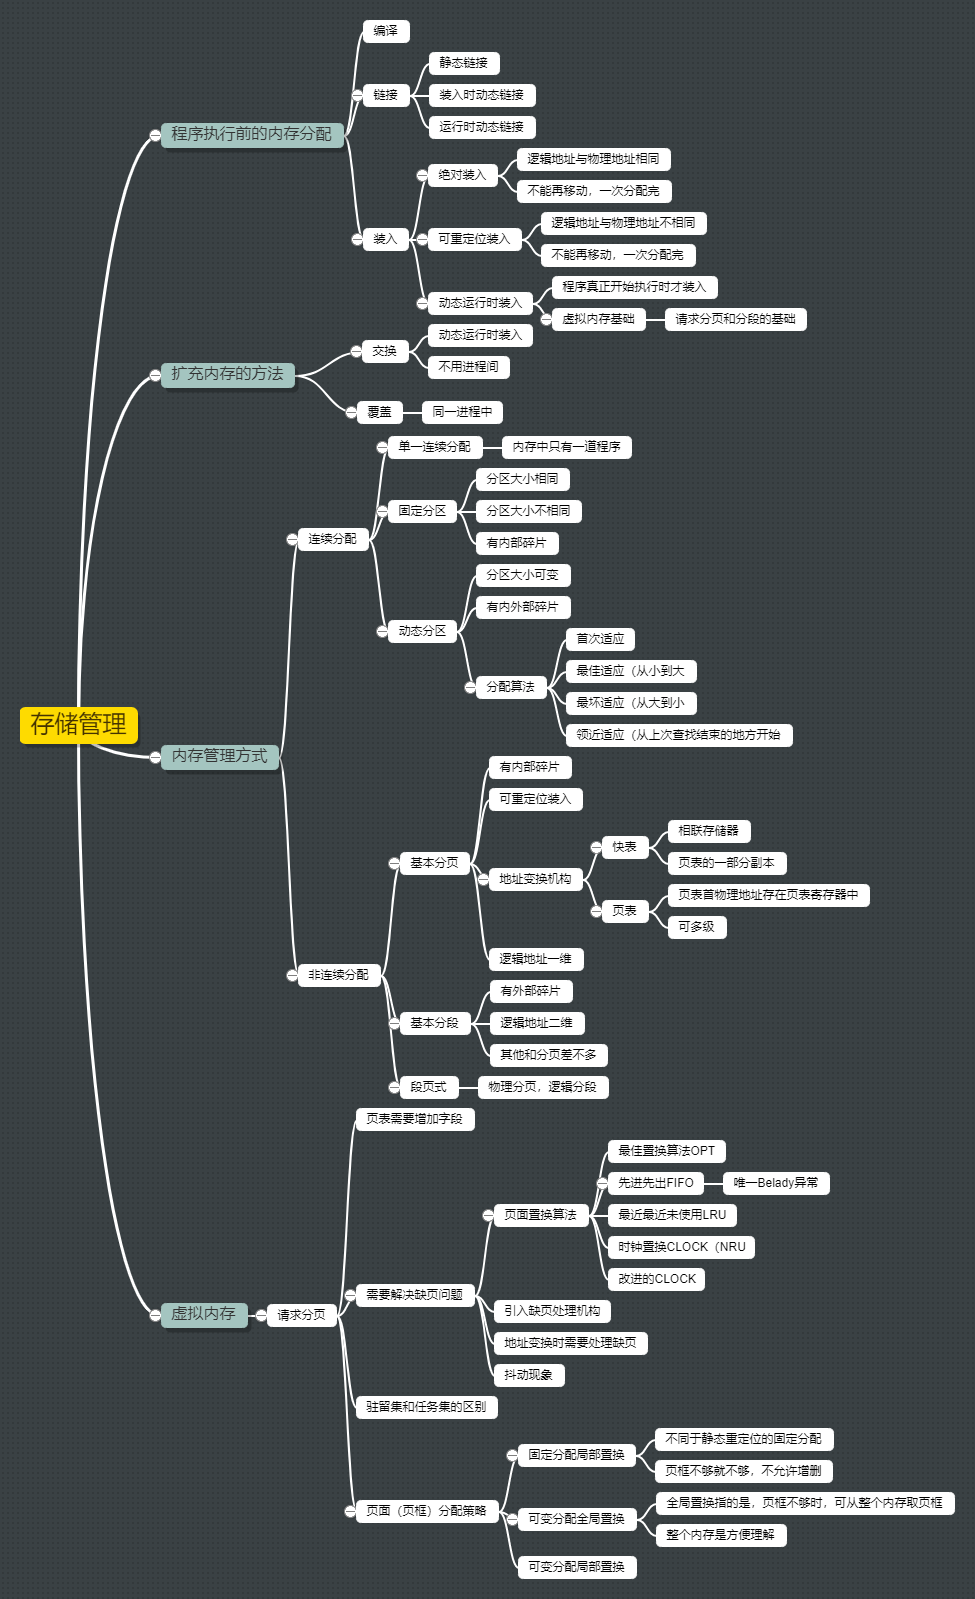 编译
静态链接
链接
装入时动态链接
运行时动态链接
程序执行前的内存分配
逻辑地址与物理地址相同
绝对装入
不能再移动，一次分配完
逻辑地址与物理地址不相同
装入
可重定位装入
不能再移动，一次分配完
程序真正开始执行时才装入
动态运行时装入
虚拟内存基础
请求分页和分段的基础
动态运行时装入
交换
不用进程间
扩充内存的方法
覆盖
同一进程中
单一连续分配
内存中只有一道程序
分区大小相同
固定分区
分区大小不相同
有内部碎片
连续分配
分区大小可变
有内外部碎片
动态分区
首次适应
最佳适应（从小到大
分配算法
最坏适应（从大到小
领近适应（从上次查找结束的地方开始
存储管理
内存管理方式
有内部碎片
可重定位装入
相联存储器
快表
页表的一部分副本
基本分页
地址变换机构
页表首物理地址存在页表寄存器中
页表
可多级
逻辑地址一维
非连续分配
有外部碎片
基本分段
逻辑地址二维
其他和分页差不多
段页式
物理分页，逻辑分段
页表需要增加字段
最佳置换算法OPT
先进先出FIFO
唯一Belady异常
页面置换算法
最近最近未使用LRU
时钟置换CLOCK（NRU
改进的CLOCK
需要解决缺页问题
引入缺页处理机构
虚拟内存
请求分页
地址变换时需要处理缺页
抖动现象
驻留集和任务集的区别
不同于静态重定位的固定分配
固定分配局部置换
页框不够就不够，不允许增删
全局置换指的是，页框不够时，可从整个内存取页框
页面（页框）分配策略
可变分配全局置换
整个内存是方便理解
可变分配局部置换